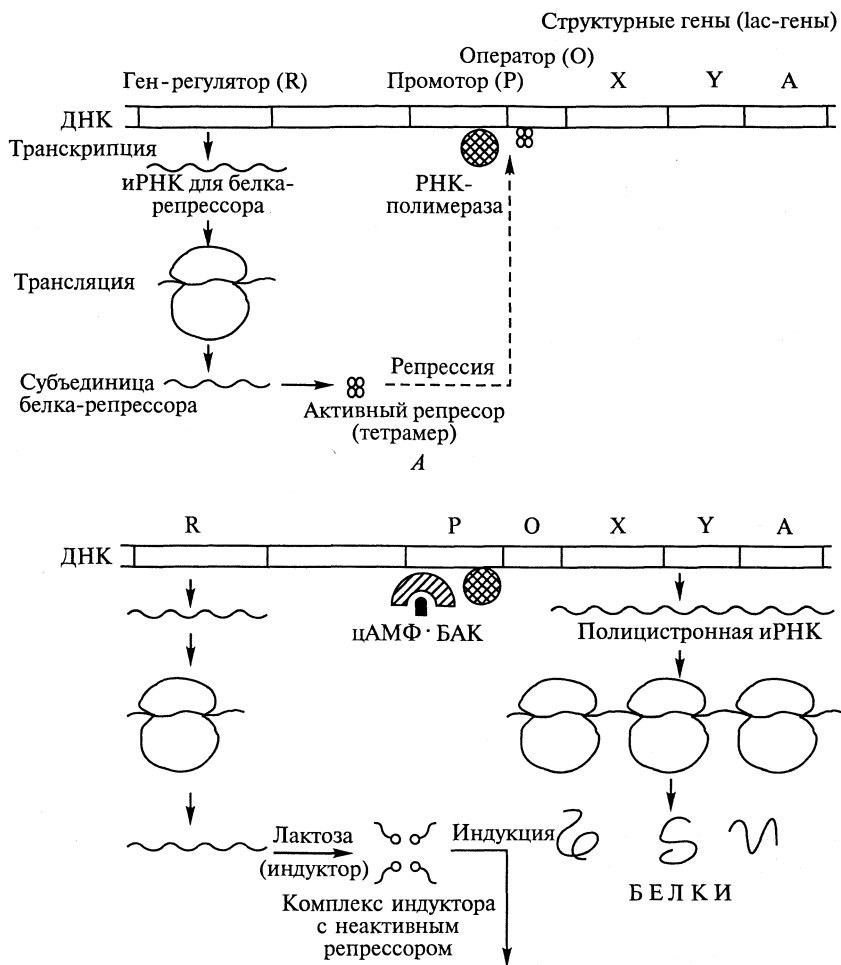 Структурные гены (lac-гены)
Оператор (О)
Ген-регулятор (R)
Промотор (Р)
X
Y
A
ДНК
Транскрипция
иРНК для белка-
репрессора
РНК-
полимераза
Трансляция
Репрессия
Субъединица
белка-репрессора
Активный репресор
(тетрамер)
А
R
P
O
X
Y
A
ДНК
цАМФ · БАК
Полицистронная иРНК
Лактоза
(индуктор)
Индукция
БЕЛКИ
Комплекс индуктора
с неактивным
репрессором